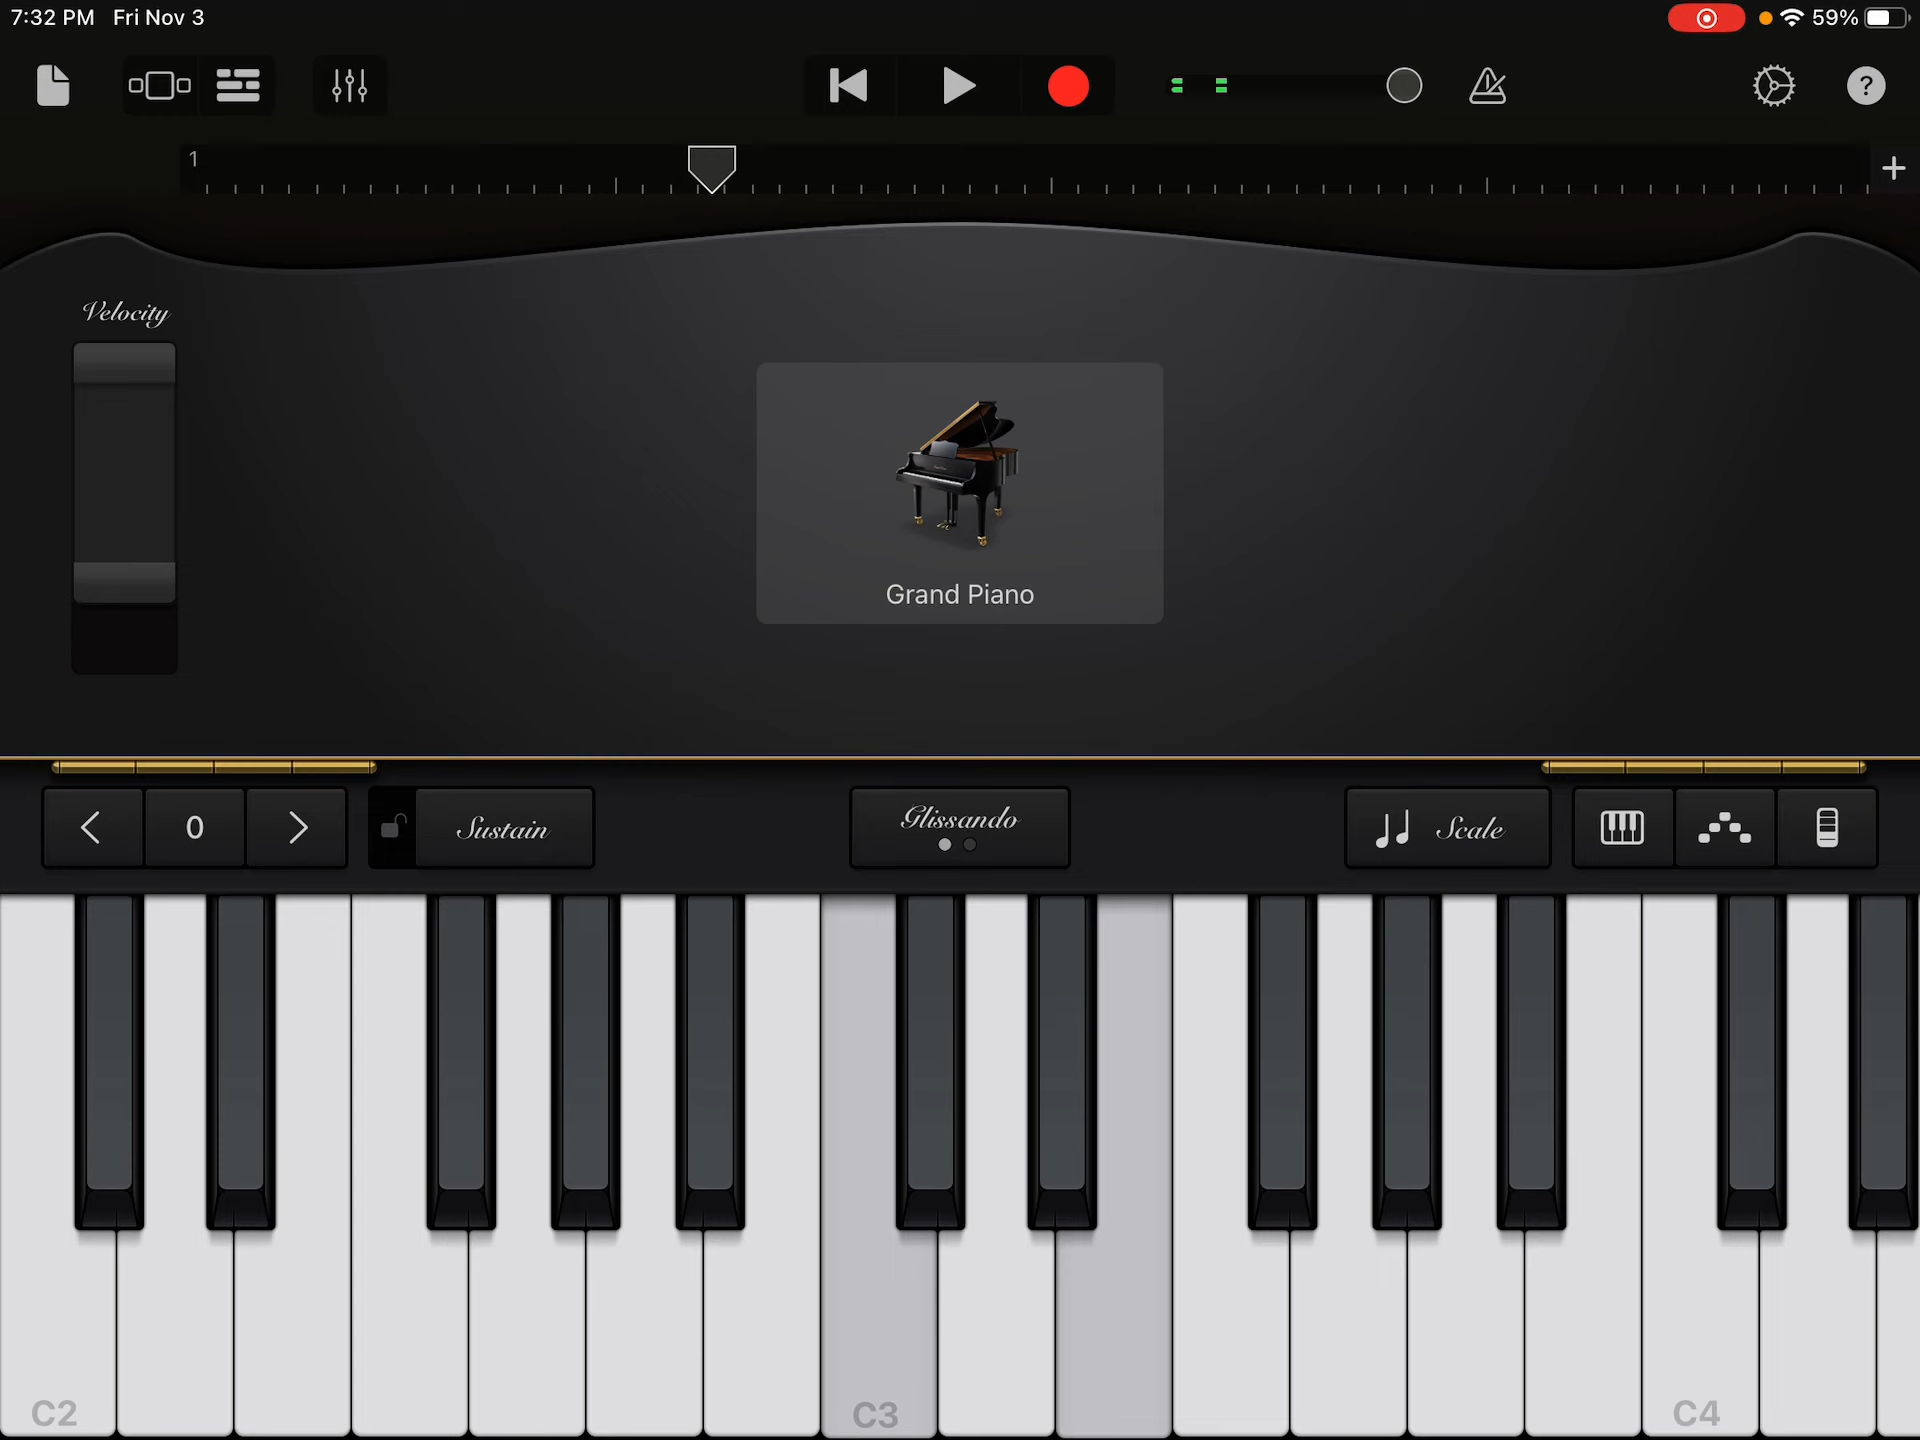 7:32 PM Fri Nov 3
59%
?
1
Velocity
Grand Piano
0
Sustain
Glissando
Scale
C2
C3
C4